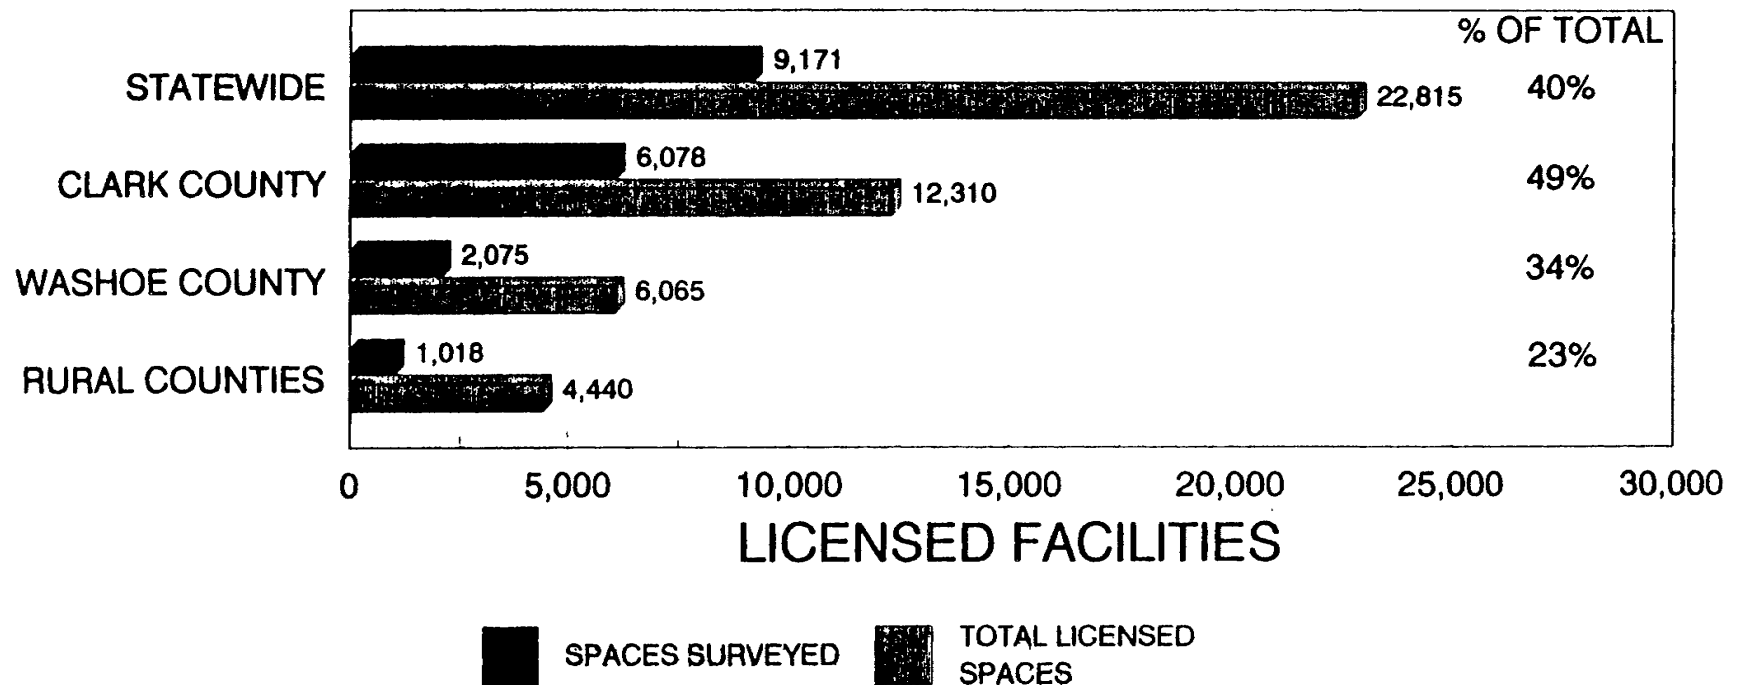 % OF TOTAL
STATEWIDE
9,171
22,815
40%
CLARK COUNTY
6,078
12,310
49%
WASHOE COUNTY
2,075
6,065
34%
RURAL COUNTIES
1,018
4,440
23%
0 5,000 10,000 15,000 20,000 25,000 30,000
LICENSED FACILITIES
SPACES SURVEYED
TOTAL LICENSED
SPACES